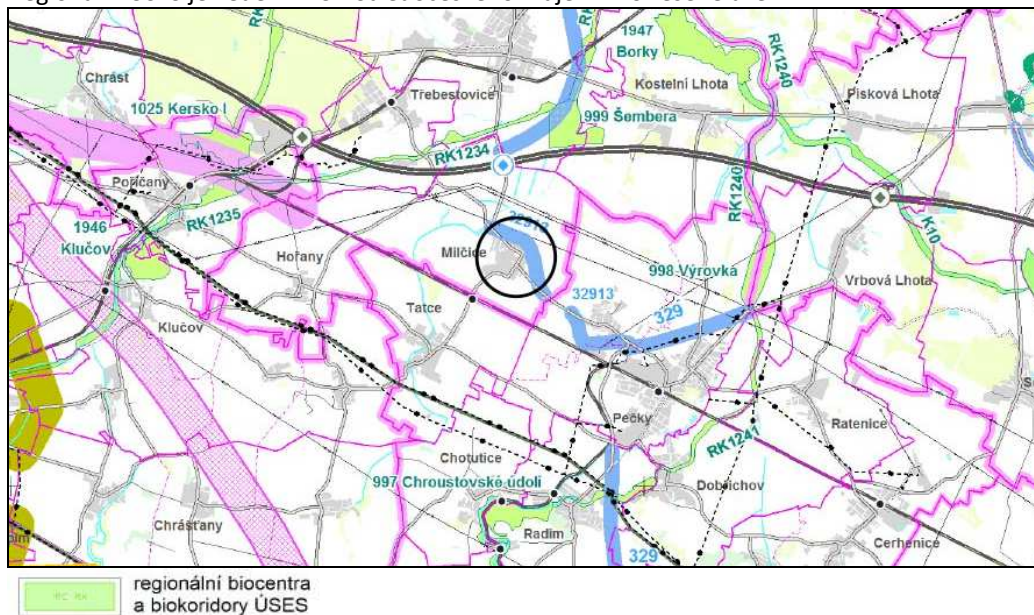 1947
Borky
RK1240
Chrást
Třebestovice
Kostelní Lhota
Písková Lhota
1025 Kersko I
999 Šembera
RK1234
Poříčany
RK1240
RK1235
1946
Klučov
K10
Hořany
Milčice
998 Výrovka
Vrbová Lhota
32913
329
Klučov
Tatce
Pečky
Ratenice
RK1241
Chotutice
997 Chroustovské údolí
Dobřichov
Chrášťany
Radim
329
Cerhenice
regionální biocentra
a biokoridory ÚSES